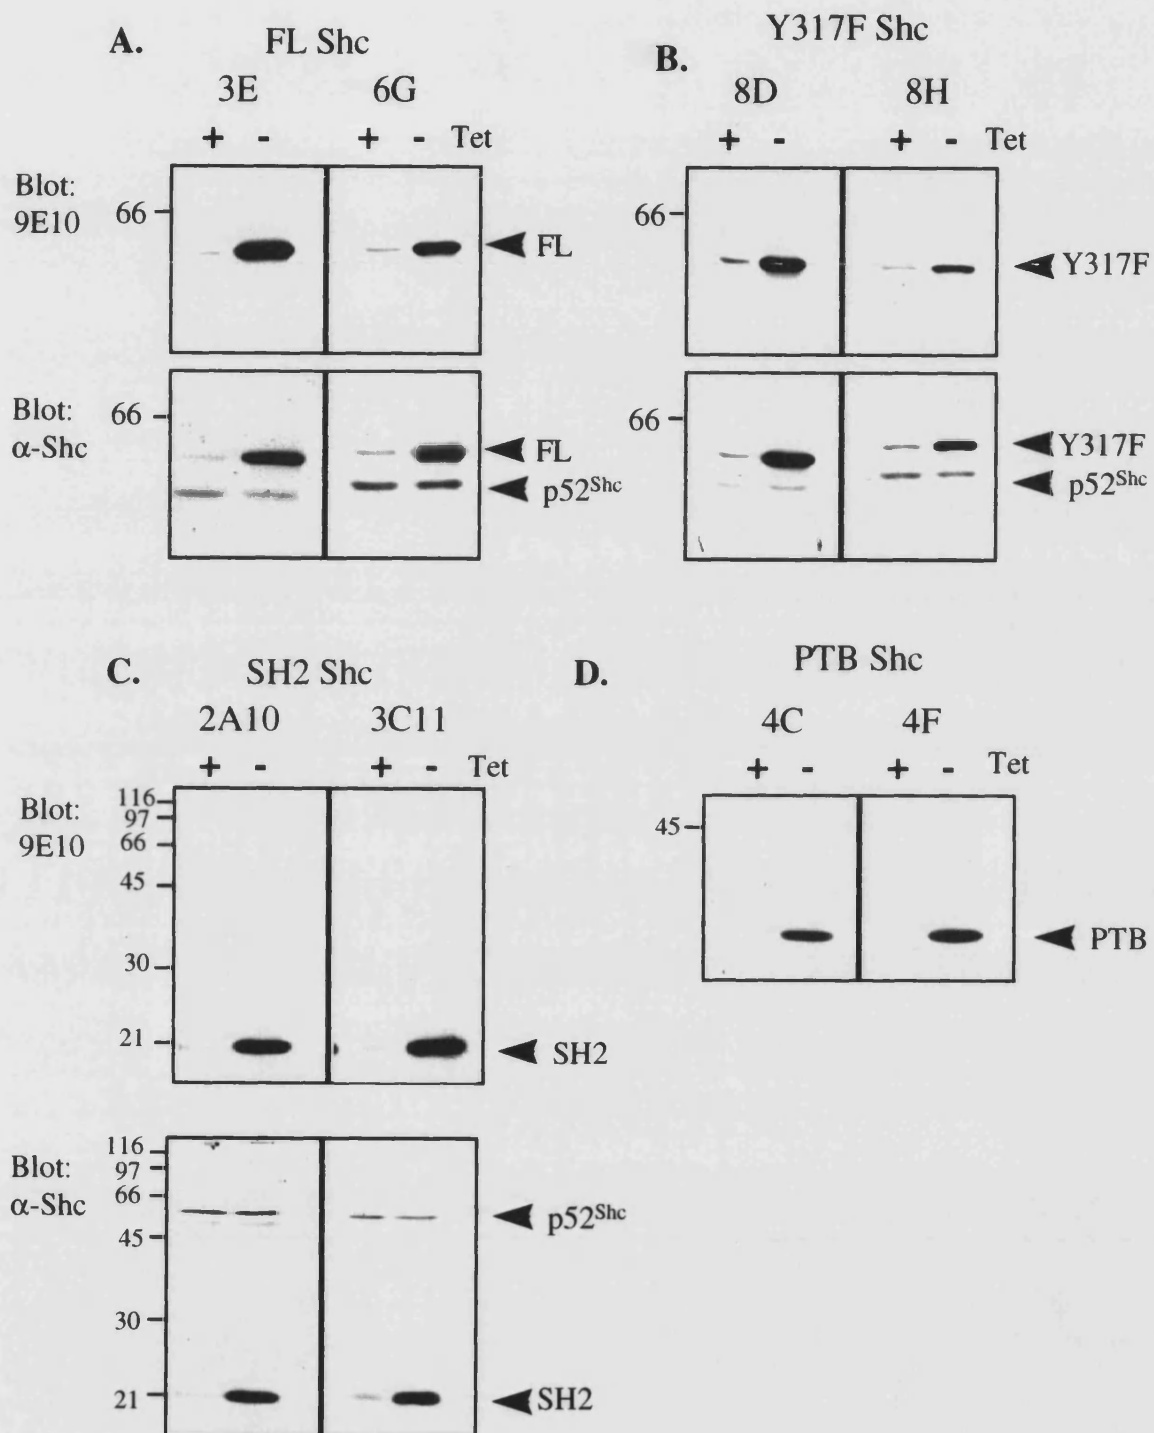 A.
FL Shc
3E 6G
+ - + - Tet
Blot:
9E10
66
FL
Blot:
α-Shc
66
FL
p52Shc
B.
Y317F Shc
8D 8H
+ - + - Tet
66
Y317F
66
Y317F
p52Shc
C.
SH2 Shc
2A10 3C11
+ - + - Tet
Blot:
9E10
116
97
66
45
30
21
SH2
Blot:
α-Shc
116
97
66
45
30
21
p52Shc
SH2
D.
PTB Shc
4C 4F
+ - + - Tet
45
PTB